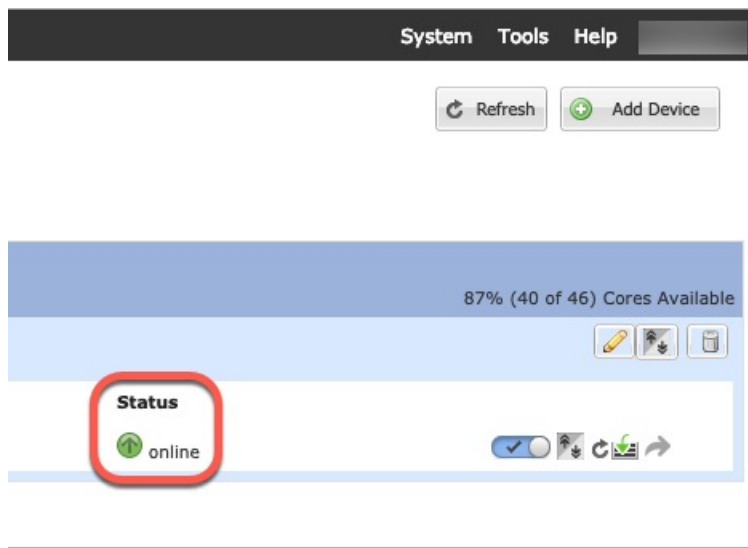 System Tools Help
Refresh Add Device
87% (40 of 46) Cores Available
Status
online